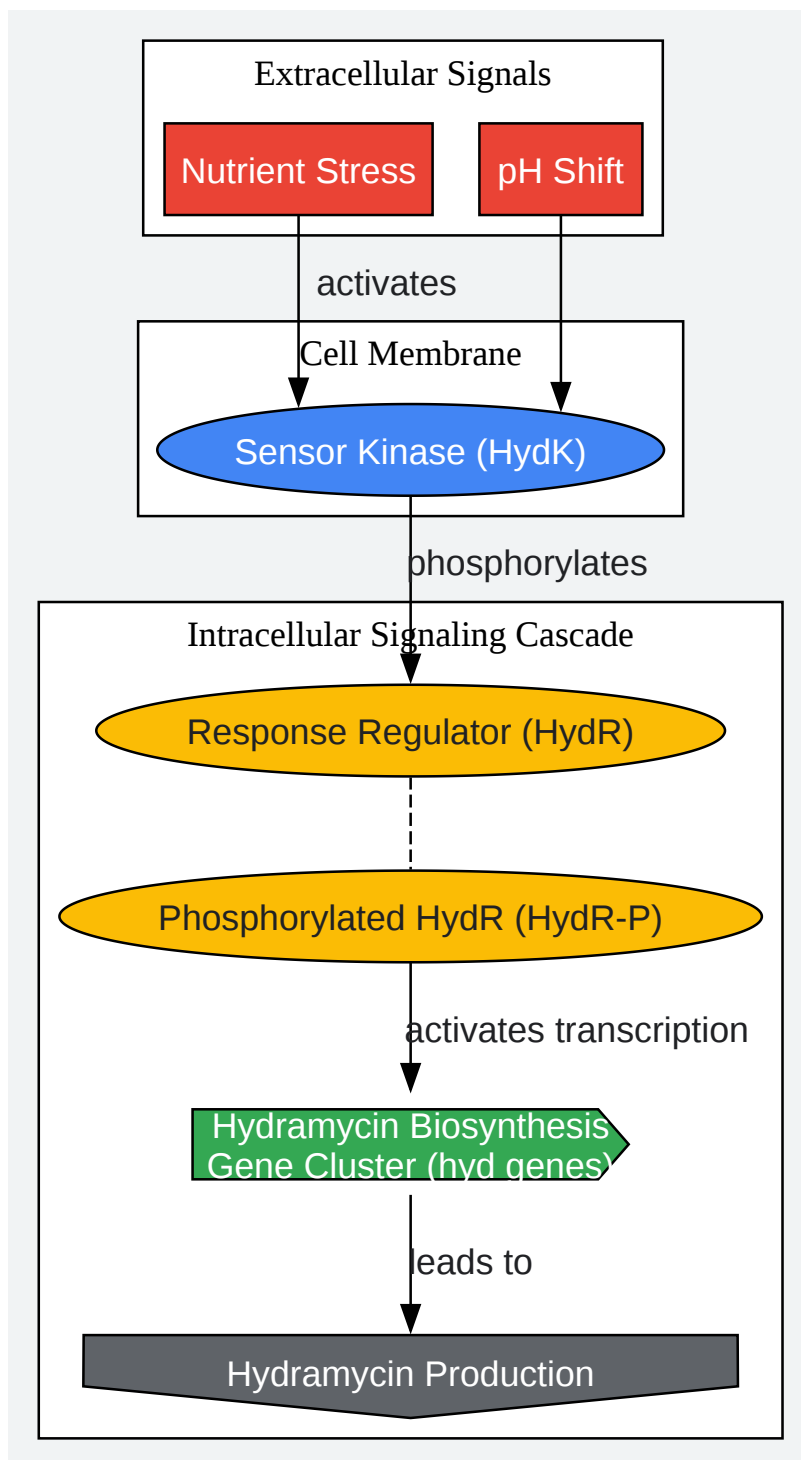 Extracellular Signals
Nutrient Stress
pH Shift
activates
Cell Membrane
Sensor Kinase (HydK)
phosphorylates
Intracellular Signaling Cascade
Response Regulator (HydR)
Phosphorylated HydR (HydR-P)
activates transcription
Hydramycin Biosynthesis
Gene Cluster (hyd genes)
leads to
Hydramycin Production